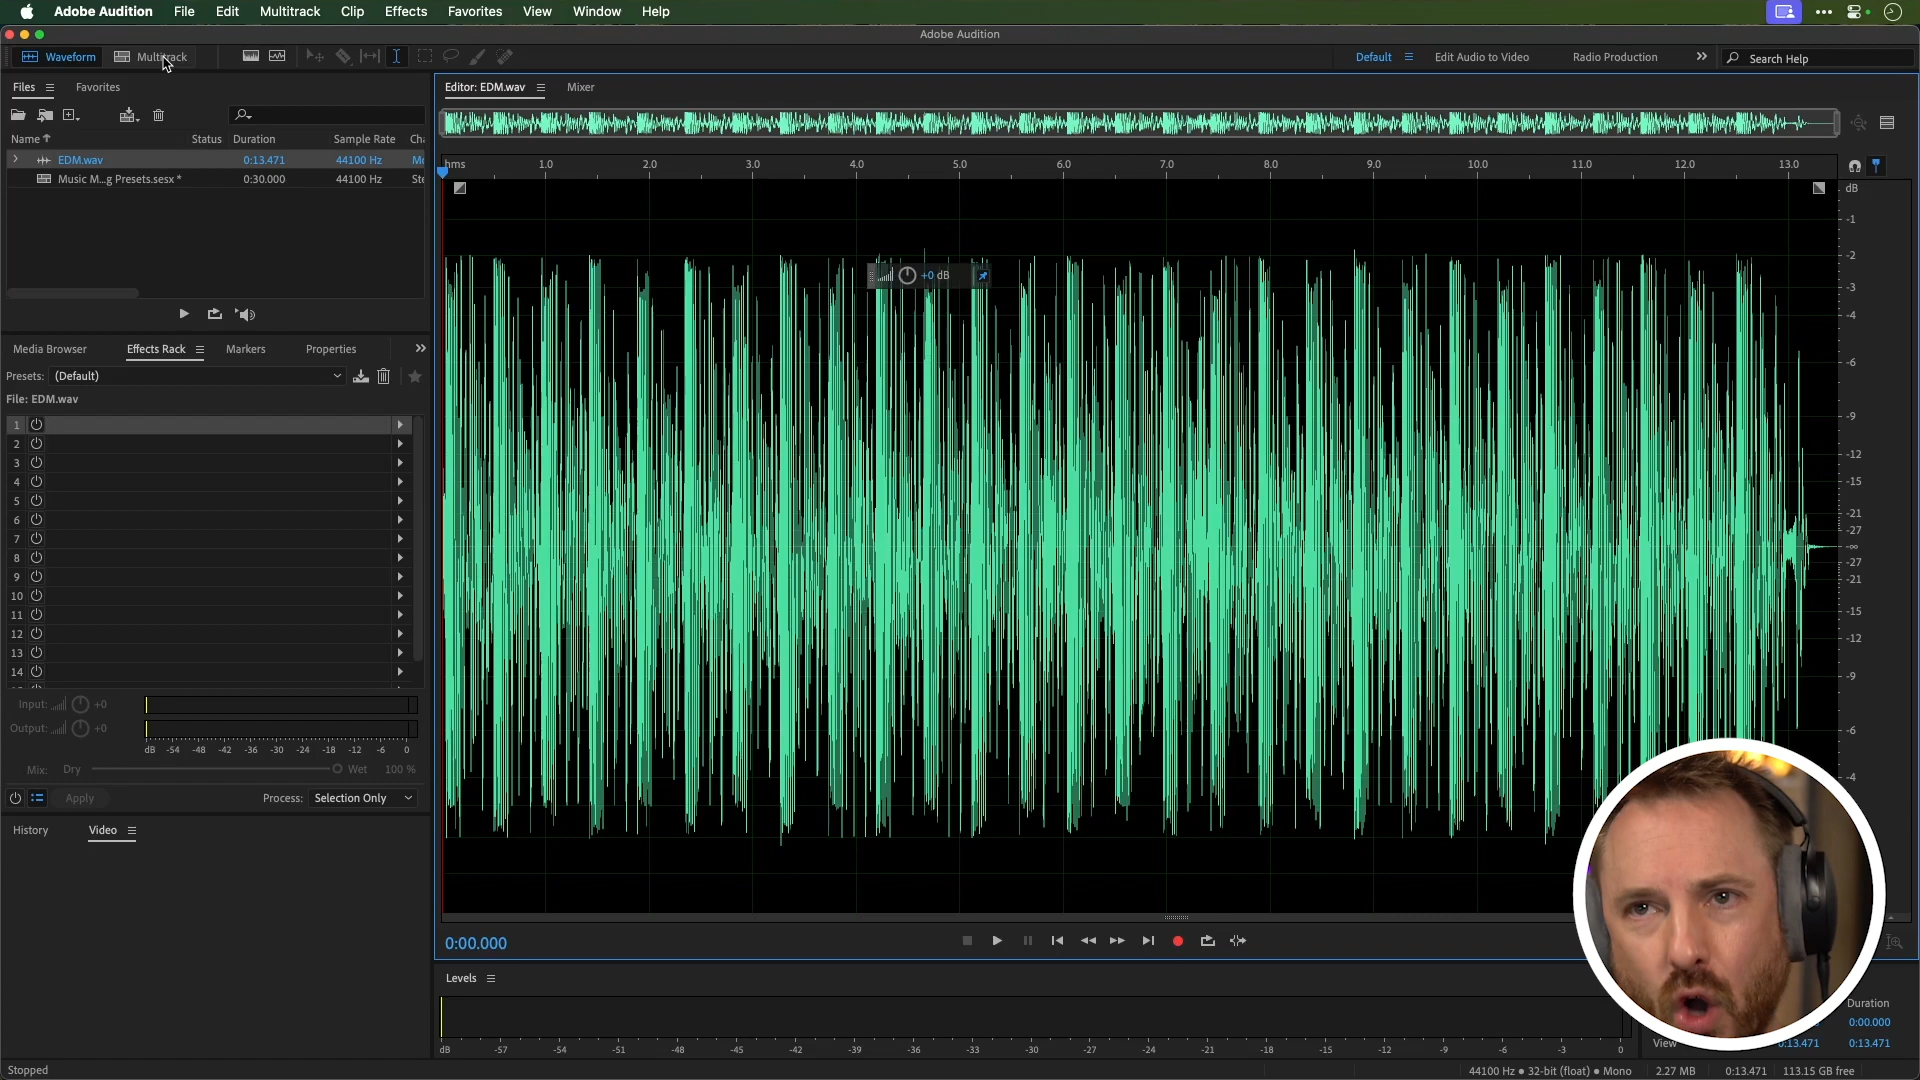 Adobe Audition File Edit Multitrack Clip Effects Favorites View Window Help
Adobe Audition
Waveform Multitrack Default Edit Audio to Video Radio Production Search Help
Files Favorites
Name Status Duration Sample Rate
EDM.wav 0:13.471 44100 Hz
Music M...g Presets.sesx * 0:30.000 44100 Hz
Media Browser Effects Rack Markers Properties
Presets: (Default)
File: EDM.wav
1
2
3
4
5
6
7
8
9
10
11
12
13
14
Input: +0
Output: +0
dB -54 -48 -42 -36 -30 -24 -18 -12 -6 0
Mix: Dry Wet 100 %
Apply Process: Selection Only
History Video
Editor: EDM.wav Mixer
hms 1.0 2.0 3.0 4.0 5.0 6.0 7.0 8.0 9.0 10.0 11.0 12.0 13.0
+0 dB
dB
-1
-2
-3
-4
-6
-9
-12
-15
-21
-27
-∞
-27
-21
-15
-12
-9
-6
-4
0:00.000
Levels
dB -57 -54 -51 -48 -45 -42 -39 -36 -33 -30 -27 -24 -21 -18 -15 -12 -9 -6 -3 0
Duration
0:00.000
View 0:13.471 0:13.471
Stopped 44100 Hz ● 32-bit (float) ● Mono 2.27 MB 0:13.471 113.15 GB free